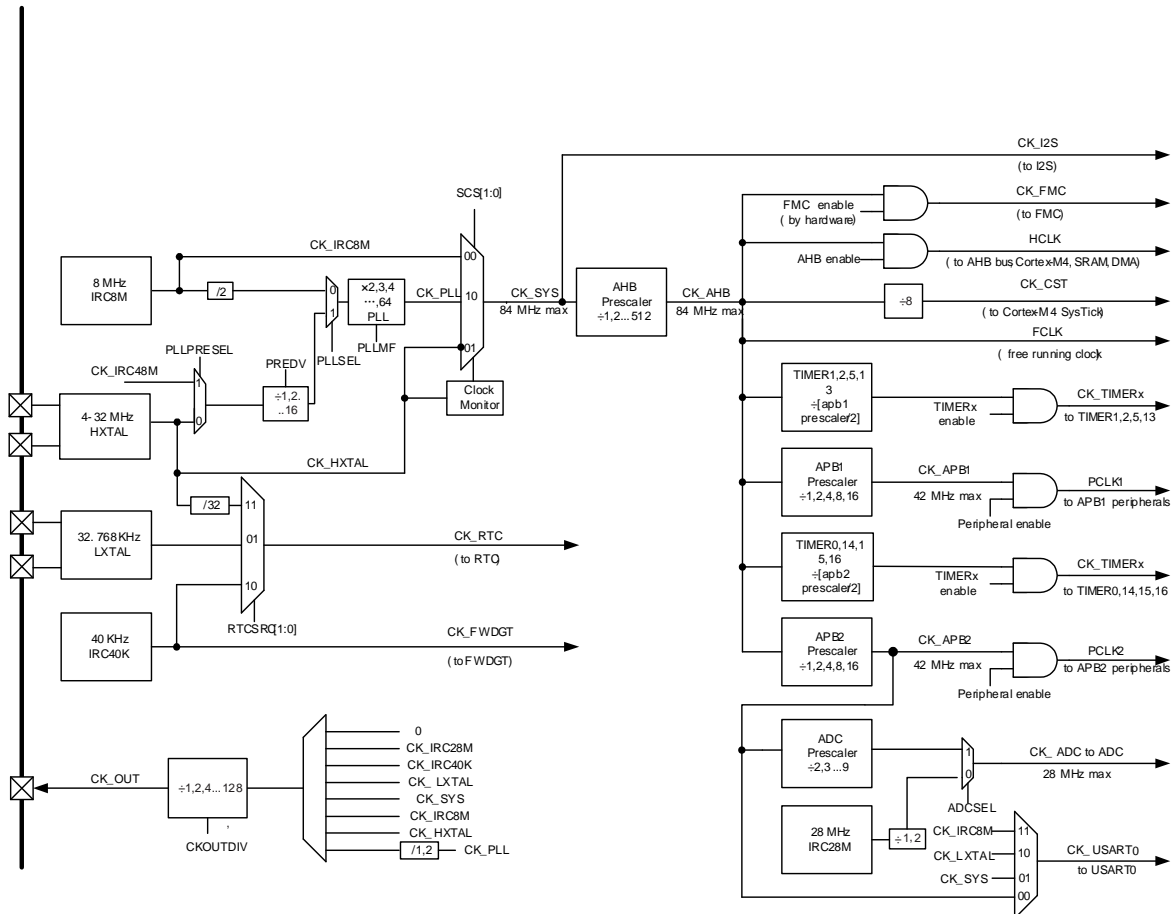 CK_I2S
(to I2S)
SCS[1:0]
FMC enable
( by hardware)
CK_FMC
(to FMC)
CK_IRC8M
00
AHB enable
HCLK
( to AHB bus,Cortex-M4, SRAM, DMA)
8 MHz
IRC8M
/2
0
1
×2,3,4
…,64
PLL
CK_PLL
10
CK_SYS
84 MHz max
AHB
Prescaler
÷1,2...512
CK_AHB
84 MHz max
÷8
CK_CST
(to Cortex-M4 SysTick)
PLLSEL
PLLMF
01
FCLK
( free running clock)
PLLPRESEL
CK_IRC48M
1
0
PREDV
÷1,2.
..16
Clock
Monitor
TIMER1,2,5,1
3
÷[apb1
prescaler/2]
TIMERx
enable
CK_TIMERx
to TIMER1,2,5,13
4-32 MHz
HXTAL
CK_HXTAL
APB1
Prescaler
÷1,2,4,8,16
CK_APB1
42 MHz max
Peripheral enable
PCLK1
to APB1 peripherals
/32
11
01
10
32.768KHz
LXTAL
CK_RTC
(to RTC)
TIMER0,14,1
5,16
÷[apb2
prescaler/2]
TIMERx
enable
CK_TIMERx
to TIMER0,14,15,16
RTCSRC[1:0]
40 KHz
IRC40K
CK_FWDGT
(to FWDGT)
APB2
Prescaler
÷1,2,4,8,16
CK_APB2
42 MHz max
Peripheral enable
PCLK2
to APB2 peripherals
ADC
Prescaler
÷2,3...9
1
0
ADCSEL
CK_ADC to ADC
28 MHz max
CK_OUT
÷1,2,4...128
,
CKOUTDIV
0
CK_IRC28M
CK_IRC40K
CK_LXTAL
CK_SYS
CK_IRC8M
CK_HXTAL
/1,2
CK_PLL
28 MHz
IRC28M
÷1,2
CK_IRC8M
11
CK_LXTAL
10
CK_SYS
01
00
CK_USART0
to USART0